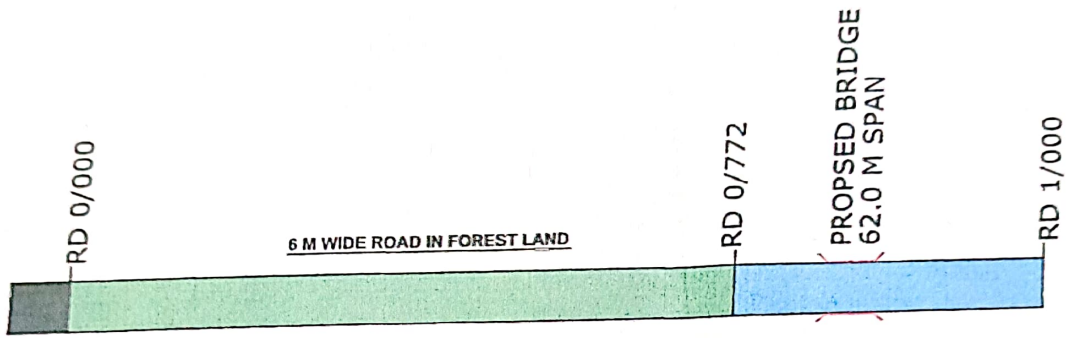 RD 0/000
6 M WIDE ROAD IN FOREST LAND
RD 0/772
PROPSED BRIDGE
62.0 M SPAN
RD 1/000